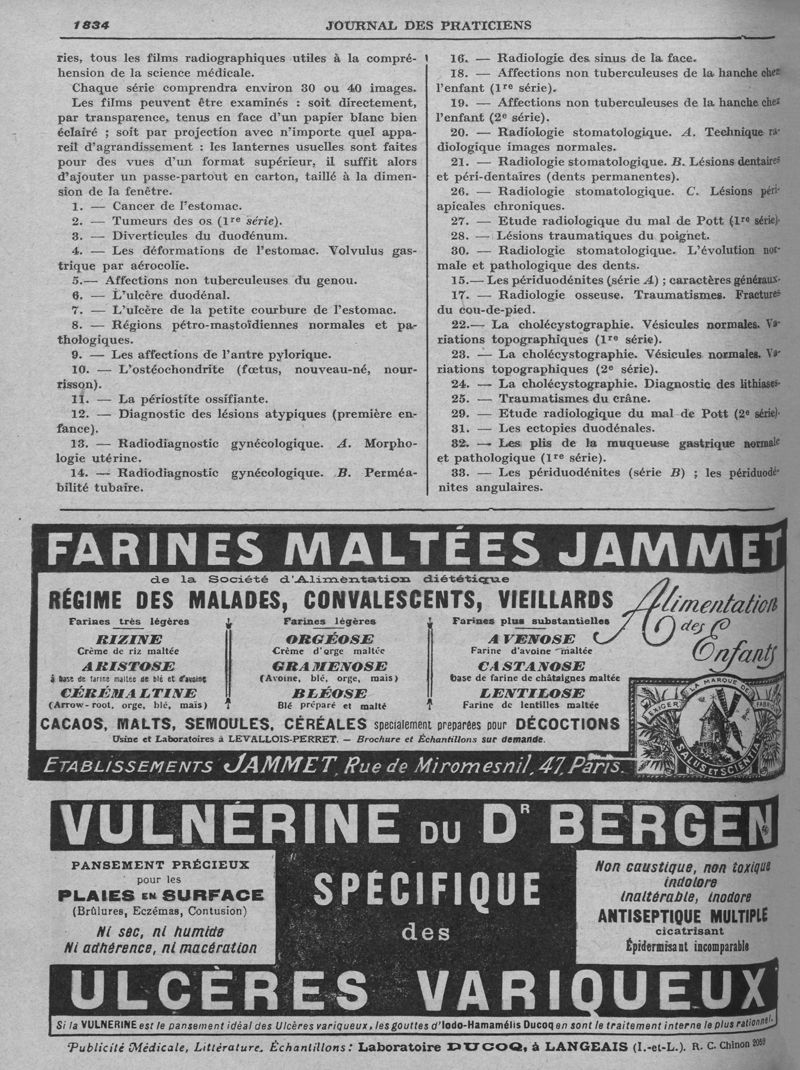 1834
JOURNAL DES PRATICIENS
ries, tous les films radiographiques utiles à la compré-
hension de la science médicale.
Chaque série comprendra environ 30 ou 40 images.
Les films peuvent être examinés : soit directement,
par transparence, tenus en face d'un papier blanc bien
éclairé ; soit par projection avec n'importe quel appa-
reil d'agrandissement : les lanternes usuelles sont faites
pour des vues d'un format supérieur, il suffit alors
d'ajouter un passe-partout en carton, taillé à la dimen-
sion de la fenêtre.
1. — Cancer de l'estomac.
2. — Tumeurs des os (1re série).
3. — Diverticules du duodénum.
4. — Les déformations de l'estomac. Volvulus gas-
trique par aérocolie.
5.— Affections non tuberculeuses du genou.
6. — L'ulcère duodénal.
7. — L'ulcère de la petite courbure de l'estomac.
8. — Régions pétro-mastoïdiennes normales et pa-
thologiques.
9. — Les affections de l'antre pylorique.
10. — L'ostéochondrite (fœtus, nouveau-né, nour-
risson).
11. — La périostite ossifiante.
12. — Diagnostic des lésions atypiques (première en-
fance).
13. — Radiodiagnostic gynécologique. A. Morpho-
logie utérine.
14. — Radiodiagnostic gynécologique. B. Perméa-
bilité tubaire.
16. — Radiologie des sinus de la face.
18. — Affections non tuberculeuses de la hanche chez
l'enfant (1re série).
19. — Affections non tuberculeuses de la hanche chez
l'enfant (2e série).
20. — Radiologie stomatologique. A. Technique ra-
diologique images normales.
21. — Radiologie stomatologique. B. Lésions dentaires
et péri-dentaires (dents permanentes).
26. — Radiologie stomatologique. C. Lésions péri-
apicales chroniques.
27. — Etude radiologique du mal de Pott (1re série).
28. — Lésions traumatiques du poignet.
30. — Radiologie stomatologique. L'évolution nor-
male et pathologique des dents.
15.— Les périduodénites (série A) ; caractères généraux.
17. — Radiologie osseuse. Traumatismes. Fractures
du cou-de-pied.
22.— La cholécystographie. Vésicules normales. Va-
riations topographiques (1re série).
23. — La cholécystographie. Vésicules normales. Va-
riations topographiques (2e série).
24. — La cholécystographie. Diagnostic des lithiases.
25. — Traumatismes du crâne.
29. — Etude radiologique du mal de Pott (2e série).
31. — Les ectopies duodénales.
32. — Les plis de la muqueuse gastrique normale
et pathologique (1re série).
33. — Les périduodénites (série B) ; les périduodé-
nites angulaires.
FARINES MALTÉES JAMMET
de la Société d'Alimentation diététique
RÉGIME DES MALADES, CONVALESCENTS, VIEILLARDS
Alimentation
des
Enfants
Farines très légères
RIZINE
Crème de riz maltée
ARISTOSE
à base de farine maltée de blé et d'avoine
CÉRÉMALTINE
(Arrow-root, orge, blé, maïs)
Farines légères
ORGÉOSE
Crème d'orge maltée
GRAMENOSE
(Avoine, blé, orge, maïs)
BLÉOSE
Blé préparé et malté
Farines plus substantielles
AVENOSE
Farine d'avoine maltée
CASTANOSE
base de farine de châtaignes maltée
LENTILOSE
Farine de lentilles maltée
CACAOS, MALTS, SEMOULES, CÉRÉALES specialement preparées pour DÉCOCTIONS
Usine et Laboratoires à LEVALLOIS-PERRET. — Brochure et Échantillons sur demande.
EXIGER LA MARQUE DE FABRIQUE
SALUS ET SCIENTIA
ETABLISSEMENTS JAMMET, Rue de Miromesnil, 47, Paris.
VULNÉRINE DU DR BERGEN
PANSEMENT PRÉCIEUX
pour les
PLAIES EN SURFACE
(Brûlures, Eczémas, Contusion)
Ni sec, ni humide
Ni adhérence, ni macération
SPÉCIFIQUE
des
Non caustique, non toxique
indolore
inaltérable, inodore
ANTISEPTIQUE MULTIPLE
cicatrisant
Épidermisant incomparable
ULCÈRES VARIQUEUX
Si la VULNERINE est le pansement idéal des Ulcères variqueux, les gouttes d'Iodo-Hamamélis Ducoq en sont le traitement interne le plus rationnel.
Publicité Médicale, Littérature, Échantillons : Laboratoire DUCOQ, à LANGEAIS (I.-et-L.). R. C. Chinon 2059